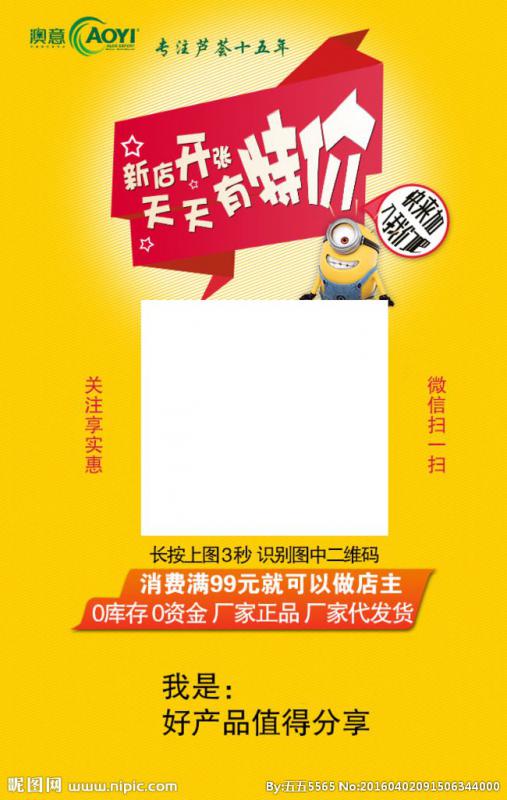 澳意 AOYI
专注芦荟十五年
新店开张
天天有特价
快来加
入我们吧
关注享实惠
微信扫一扫
长按上图3秒 识别图中二维码
消费满99元就可以做店主
0库存 0资金 厂家正品 厂家代发货
我是：
好产品值得分享
昵图网 www.nipic.com
By:五五5565 No:20160402091506344000